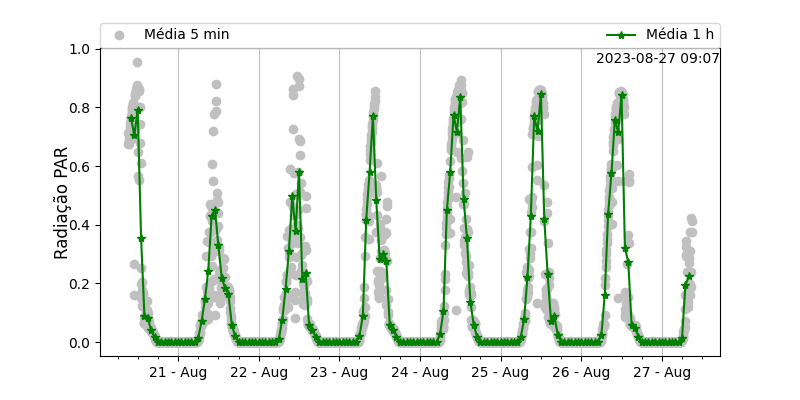 Média 5 min
Média 1 h
2023-08-27 09:07
Radiação PAR
1.0
0.8
0.6
0.4
0.2
0.0
21 - Aug
22 - Aug
23 - Aug
24 - Aug
25 - Aug
26 - Aug
27 - Aug